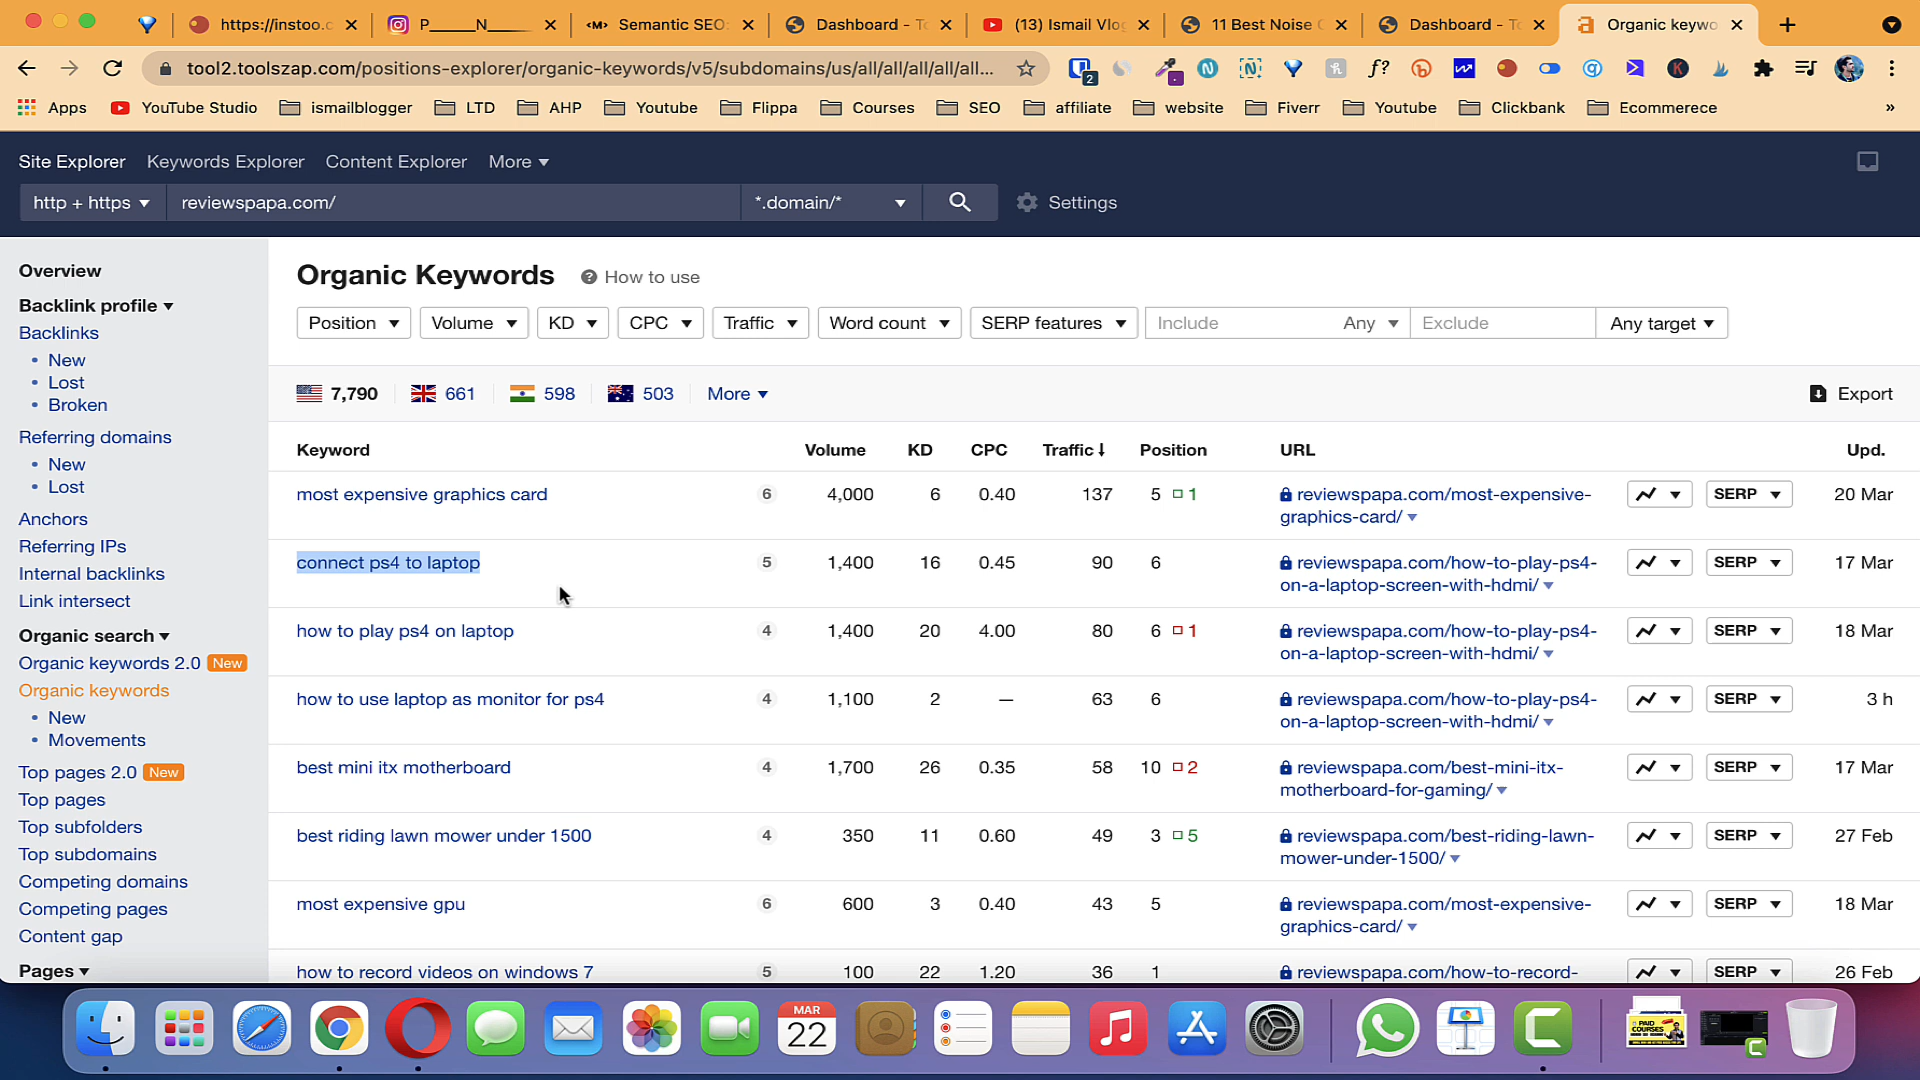 https://instoo.c
P_____N_____
<M> Semantic SEO:
Dashboard - To
(13) Ismail Vlog
11 Best Noise C
Dashboard - To
Organic keywo
tool2.toolszap.com/positions-explorer/organic-keywords/v5/subdomains/us/all/all/all/all/all...
2
f?
Apps
YouTube Studio
ismailblogger
LTD
AHP
Youtube
Flippa
Courses
SEO
affiliate
website
Fiverr
Youtube
Clickbank
Ecommerece
»
Site Explorer
Keywords Explorer
Content Explorer
More
http + https
reviewspapa.com/
*.domain/*
Settings
Overview
Backlink profile
Backlinks
• New
• Lost
• Broken
Referring domains
• New
• Lost
Anchors
Referring IPs
Internal backlinks
Link intersect
Organic search
Organic keywords 2.0 New
Organic keywords
• New
• Movements
Top pages 2.0 New
Top pages
Top subfolders
Top subdomains
Competing domains
Competing pages
Content gap
Pages
Organic Keywords
How to use
Position
Volume
KD
CPC
Traffic
Word count
SERP features
Include
Any
Exclude
Any target
7,790
661
598
503
More
Export
Keyword Volume KD CPC Traffic↓ Position URL Upd.
most expensive graphics card 6 4,000 6 0.40 137 5 1 reviewspapa.com/most-expensive- SERP 20 Mar
graphics-card/
connect ps4 to laptop 5 1,400 16 0.45 90 6 reviewspapa.com/how-to-play-ps4- SERP 17 Mar
on-a-laptop-screen-with-hdmi/
how to play ps4 on laptop 4 1,400 20 4.00 80 6 1 reviewspapa.com/how-to-play-ps4- SERP 18 Mar
on-a-laptop-screen-with-hdmi/
how to use laptop as monitor for ps4 4 1,100 2 — 63 6 reviewspapa.com/how-to-play-ps4- SERP 3 h
on-a-laptop-screen-with-hdmi/
best mini itx motherboard 4 1,700 26 0.35 58 10 2 reviewspapa.com/best-mini-itx- SERP 17 Mar
motherboard-for-gaming/
best riding lawn mower under 1500 4 350 11 0.60 49 3 5 reviewspapa.com/best-riding-lawn- SERP 27 Feb
mower-under-1500/
most expensive gpu 6 600 3 0.40 43 5 reviewspapa.com/most-expensive- SERP 18 Mar
graphics-card/
how to record videos on windows 7 5 100 22 1.20 36 1 reviewspapa.com/how-to-record- SERP 26 Feb
MAR
22
PAID
COURSES